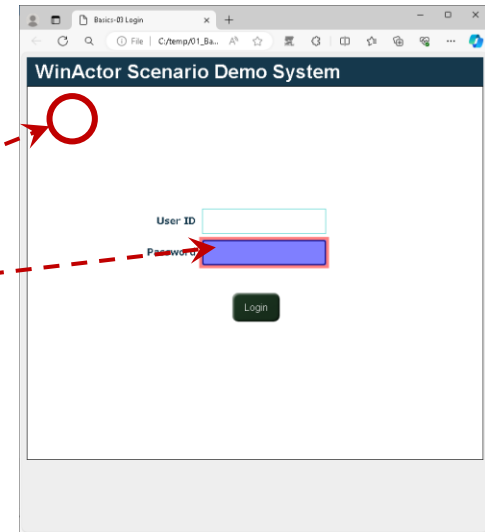 Basics-03 Login
File | C:/temp/01_Ba...
WinActor Scenario Demo System
User ID
Password
Login